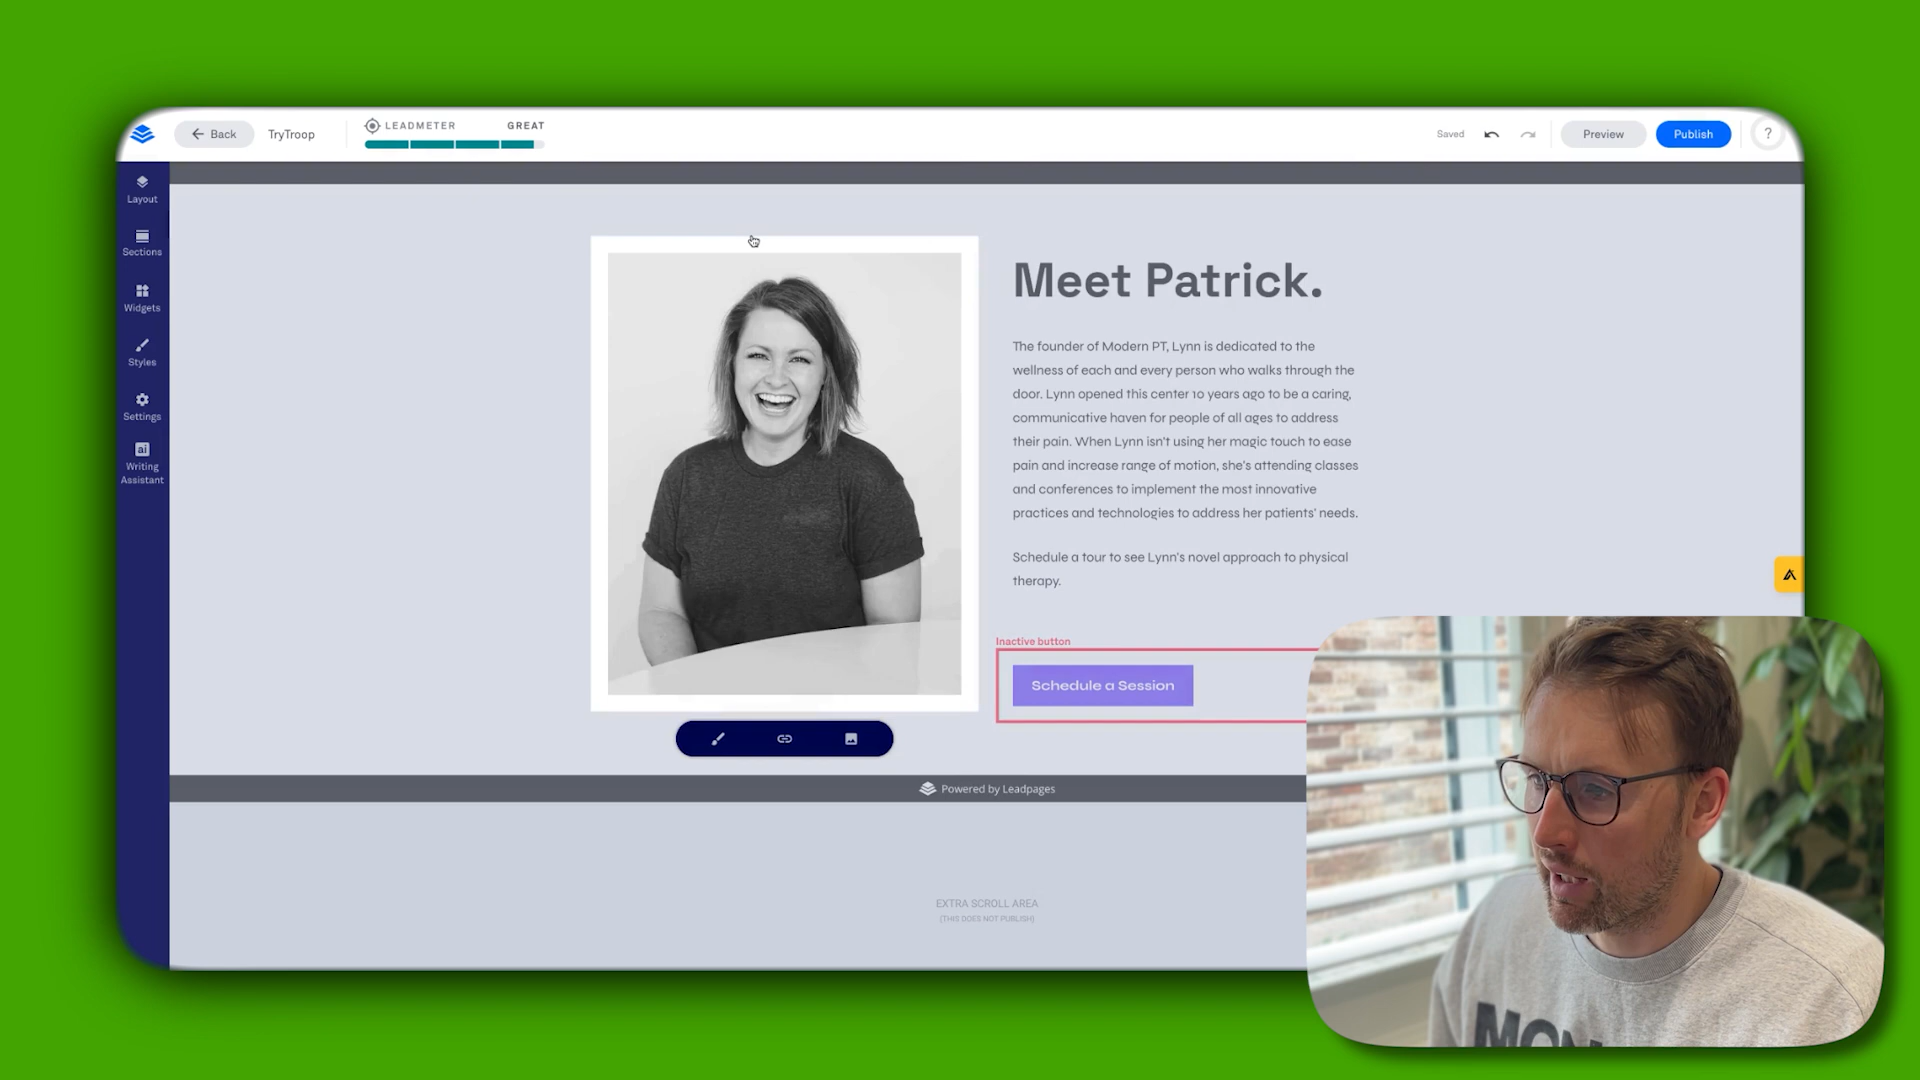 Back
TryTroop
LEADMETER
GREAT
Saved
Preview
Publish
?
Layout
Sections
Widgets
Styles
Settings
ai
Writing
Assistant
Meet Patrick.
The founder of Modern PT, Lynn is dedicated to the
wellness of each and every person who walks through the
door. Lynn opened this center 10 years ago to be a caring,
communicative haven for people of all ages to address
their pain. When Lynn isn't using her magic touch to ease
pain and increase range of motion, she's attending classes
and conferences to implement the most innovative
practices and technologies to address her patients' needs.
Schedule a tour to see Lynn's novel approach to physical
therapy.
Inactive button
Schedule a Session
Powered by Leadpages
EXTRA SCROLL AREA
(THIS DOES NOT PUBLISH)